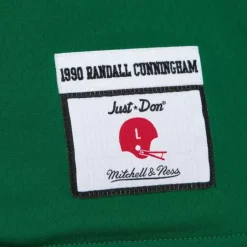 1990 RANDALL CUNNINGHAM
Just★Don
L
Mitchell & Ness